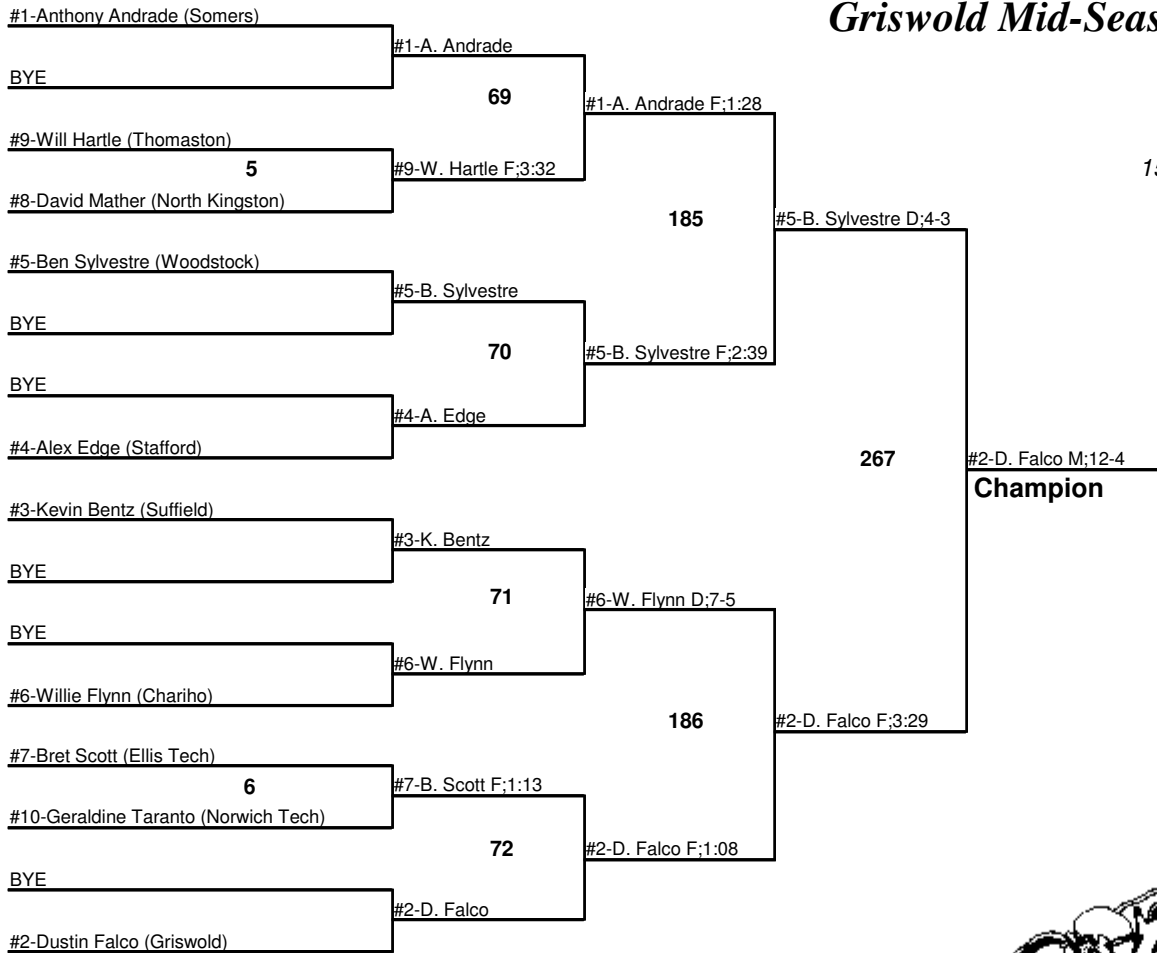 #1-Anthony Andrade (Somers)
Griswold Mid-Seas
#1-A. Andrade
BYE
69
#1-A. Andrade F;1:28
#9-Will Hartle (Thomaston)
5
#9-W. Hartle F;3:32
15
#8-David Mather (North Kingston)
185
#5-B. Sylvestre D;4-3
#5-Ben Sylvestre (Woodstock)
#5-B. Sylvestre
BYE
70
#5-B. Sylvestre F;2:39
BYE
#4-A. Edge
#4-Alex Edge (Stafford)
267
#2-D. Falco M;12-4
Champion
#3-Kevin Bentz (Suffield)
#3-K. Bentz
BYE
71
#6-W. Flynn D;7-5
BYE
#6-W. Flynn
#6-Willie Flynn (Chariho)
186
#2-D. Falco F;3:29
#7-Bret Scott (Ellis Tech)
6
#7-B. Scott F;1:13
#10-Geraldine Taranto (Norwich Tech)
72
#2-D. Falco F;1:08
BYE
#2-D. Falco
#2-Dustin Falco (Griswold)